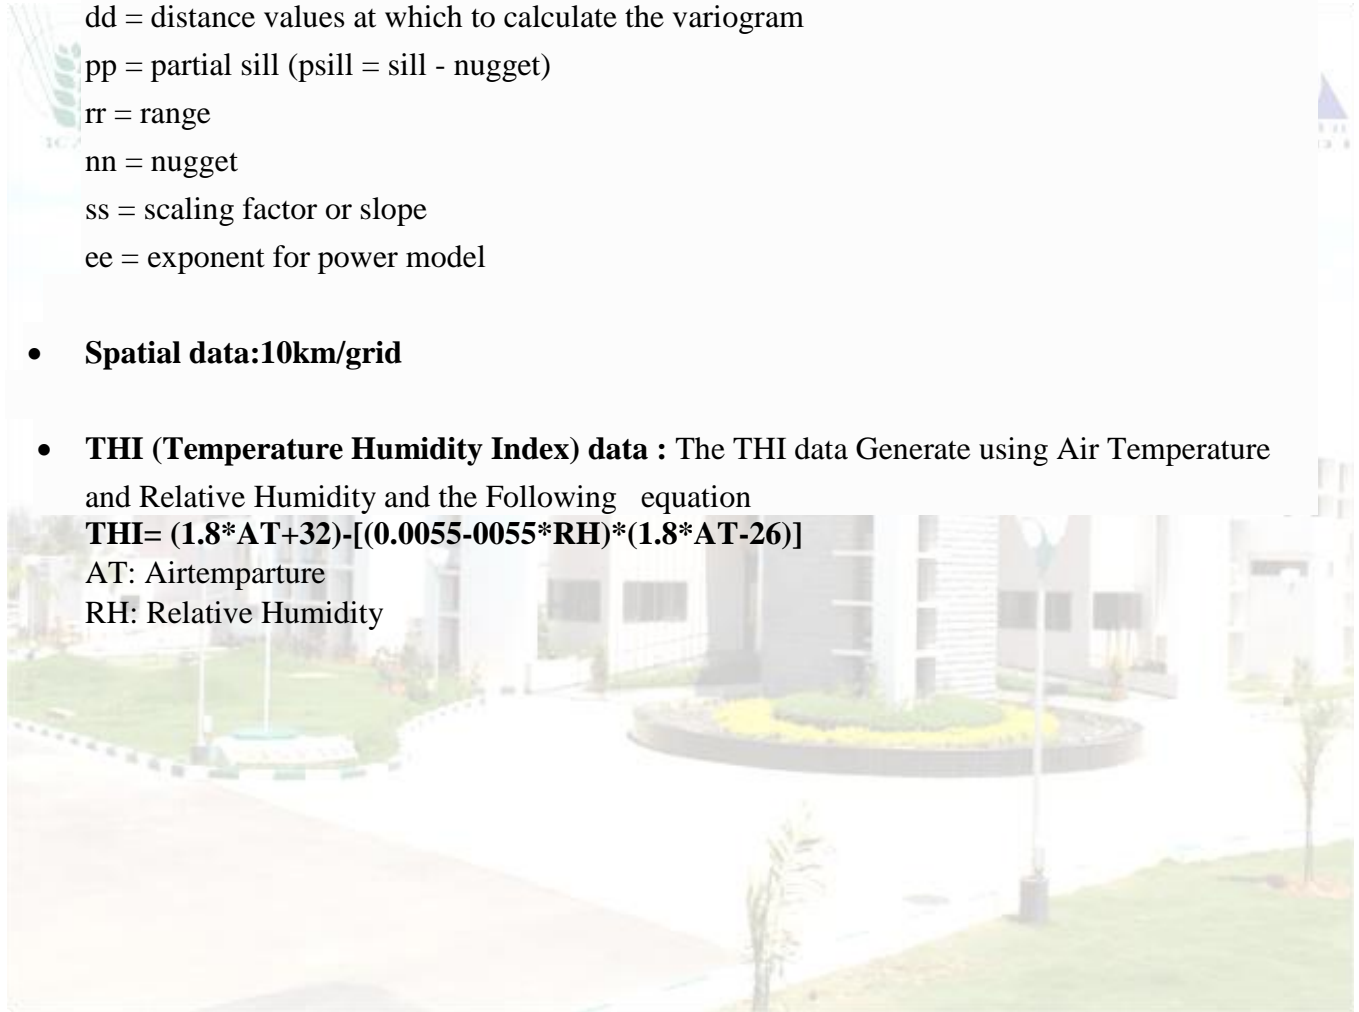 dd = distance values at which to calculate the variogram
pp = partial sill (psill = sill - nugget)
rr = range
nn = nugget
ss = scaling factor or slope
ee = exponent for power model
• Spatial data:10km/grid
• THI (Temperature Humidity Index) data : The THI data Generate using Air Temperature
and Relative Humidity and the Following equation
THI= (1.8*AT+32)-[(0.0055-0055*RH)*(1.8*AT-26)]
AT: Airtemparture
RH: Relative Humidity